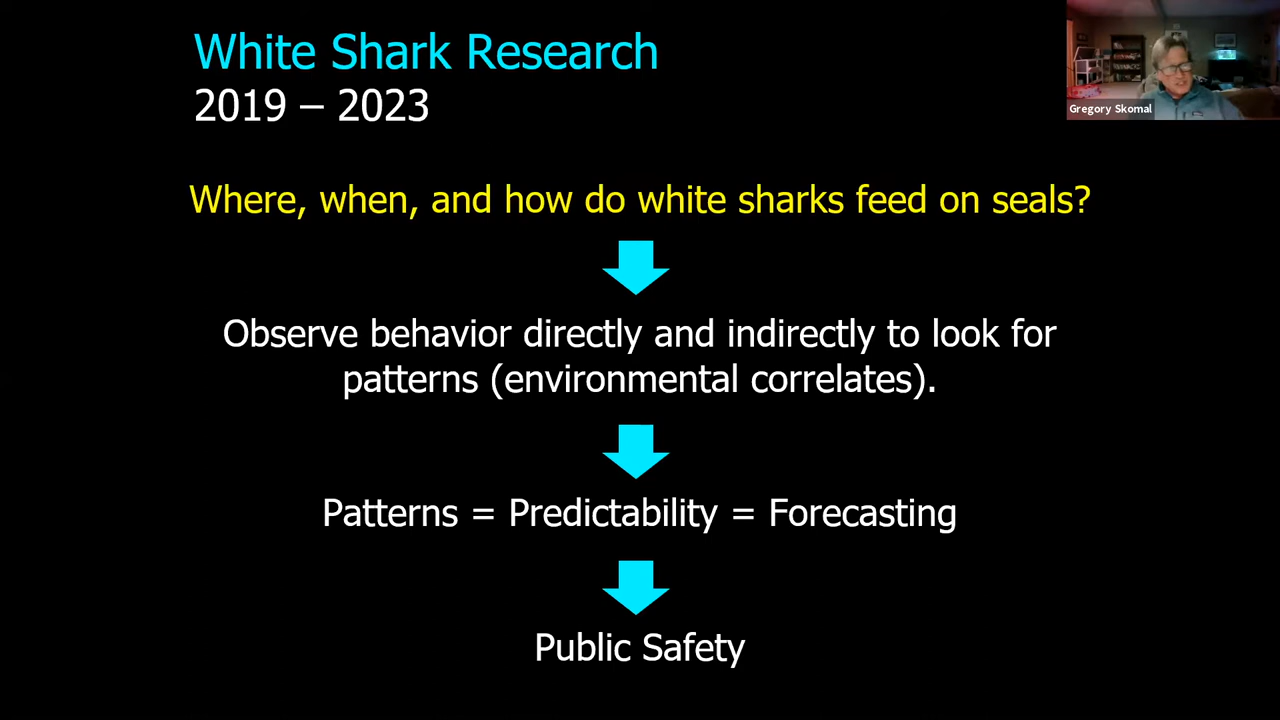 White Shark Research
2019 – 2023
Gregory Skomal
Where, when, and how do white sharks feed on seals?
Observe behavior directly and indirectly to look for
patterns (environmental correlates).
Patterns = Predictability = Forecasting
Public Safety